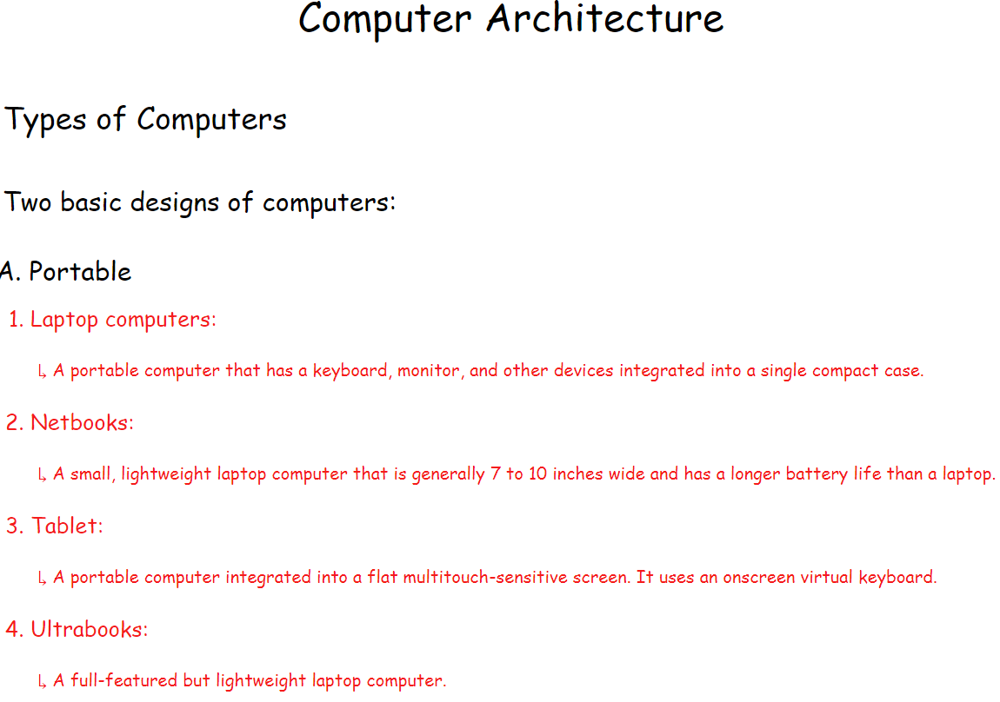 Computer Architecture
Types of Computers
Two basic designs of computers:
A. Portable
1. Laptop computers:
↳ A portable computer that has a keyboard, monitor, and other devices integrated into a single compact case.
2. Netbooks:
↳ A small, lightweight laptop computer that is generally 7 to 10 inches wide and has a longer battery life than a laptop.
3. Tablet:
↳ A portable computer integrated into a flat multitouch-sensitive screen. It uses an onscreen virtual keyboard.
4. Ultrabooks:
↳ A full-featured but lightweight laptop computer.